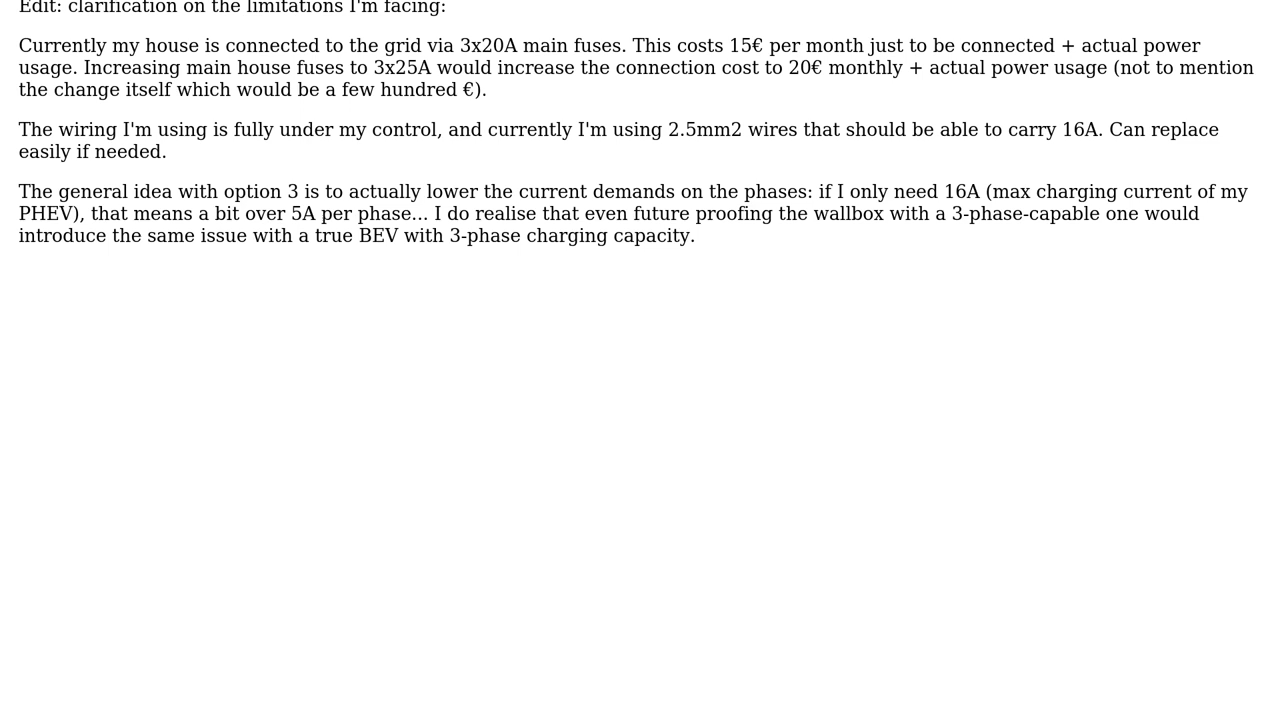 Edit: clarification on the limitations I'm facing:
Currently my house is connected to the grid via 3x20A main fuses. This costs 15€ per month just to be connected + actual power
usage. Increasing main house fuses to 3x25A would increase the connection cost to 20€ monthly + actual power usage (not to mention
the change itself which would be a few hundred €).
The wiring I'm using is fully under my control, and currently I'm using 2.5mm2 wires that should be able to carry 16A. Can replace
easily if needed.
The general idea with option 3 is to actually lower the current demands on the phases: if I only need 16A (max charging current of my
PHEV), that means a bit over 5A per phase... I do realise that even future proofing the wallbox with a 3-phase-capable one would
introduce the same issue with a true BEV with 3-phase charging capacity.